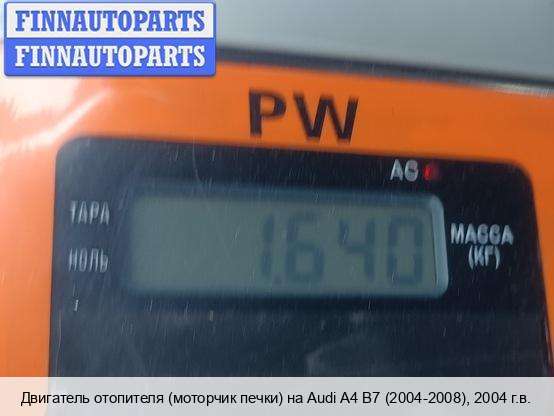 FINNAUTOPARTS
FINNAUTOPARTS
PW
AC
ТАРА
НОЛЬ
1.640
МАССА
(КГ)
Двигатель отопителя (моторчик печки) на Audi A4 B7 (2004-2008), 2004 г.в.